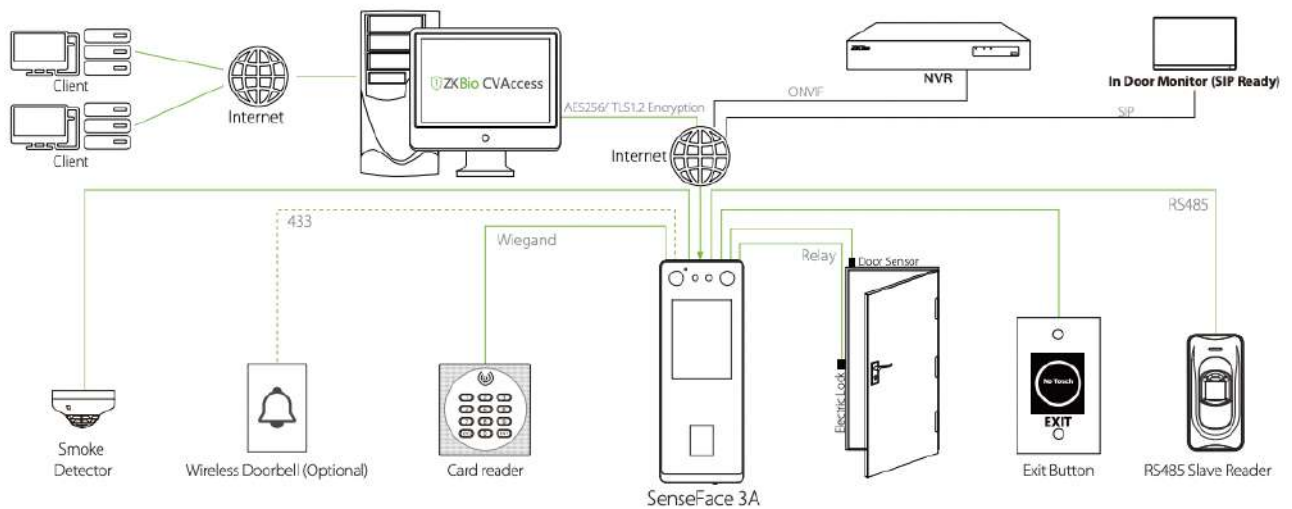 ZKBio CVAccess
ZKTeco
NVR
In Door Monitor (SIP Ready)
Client
Internet
ONVIF
AES256/ TLS1.2 Encryption
SIP
Client
Internet
433
RS485
Wiegand
Relay
Door Sensor
Electric Lock
No Touch
EXIT
Smoke
Detector
Wireless Doorbell (Optional)
Card reader
Exit Button
RS485 Slave Reader
SenseFace 3A